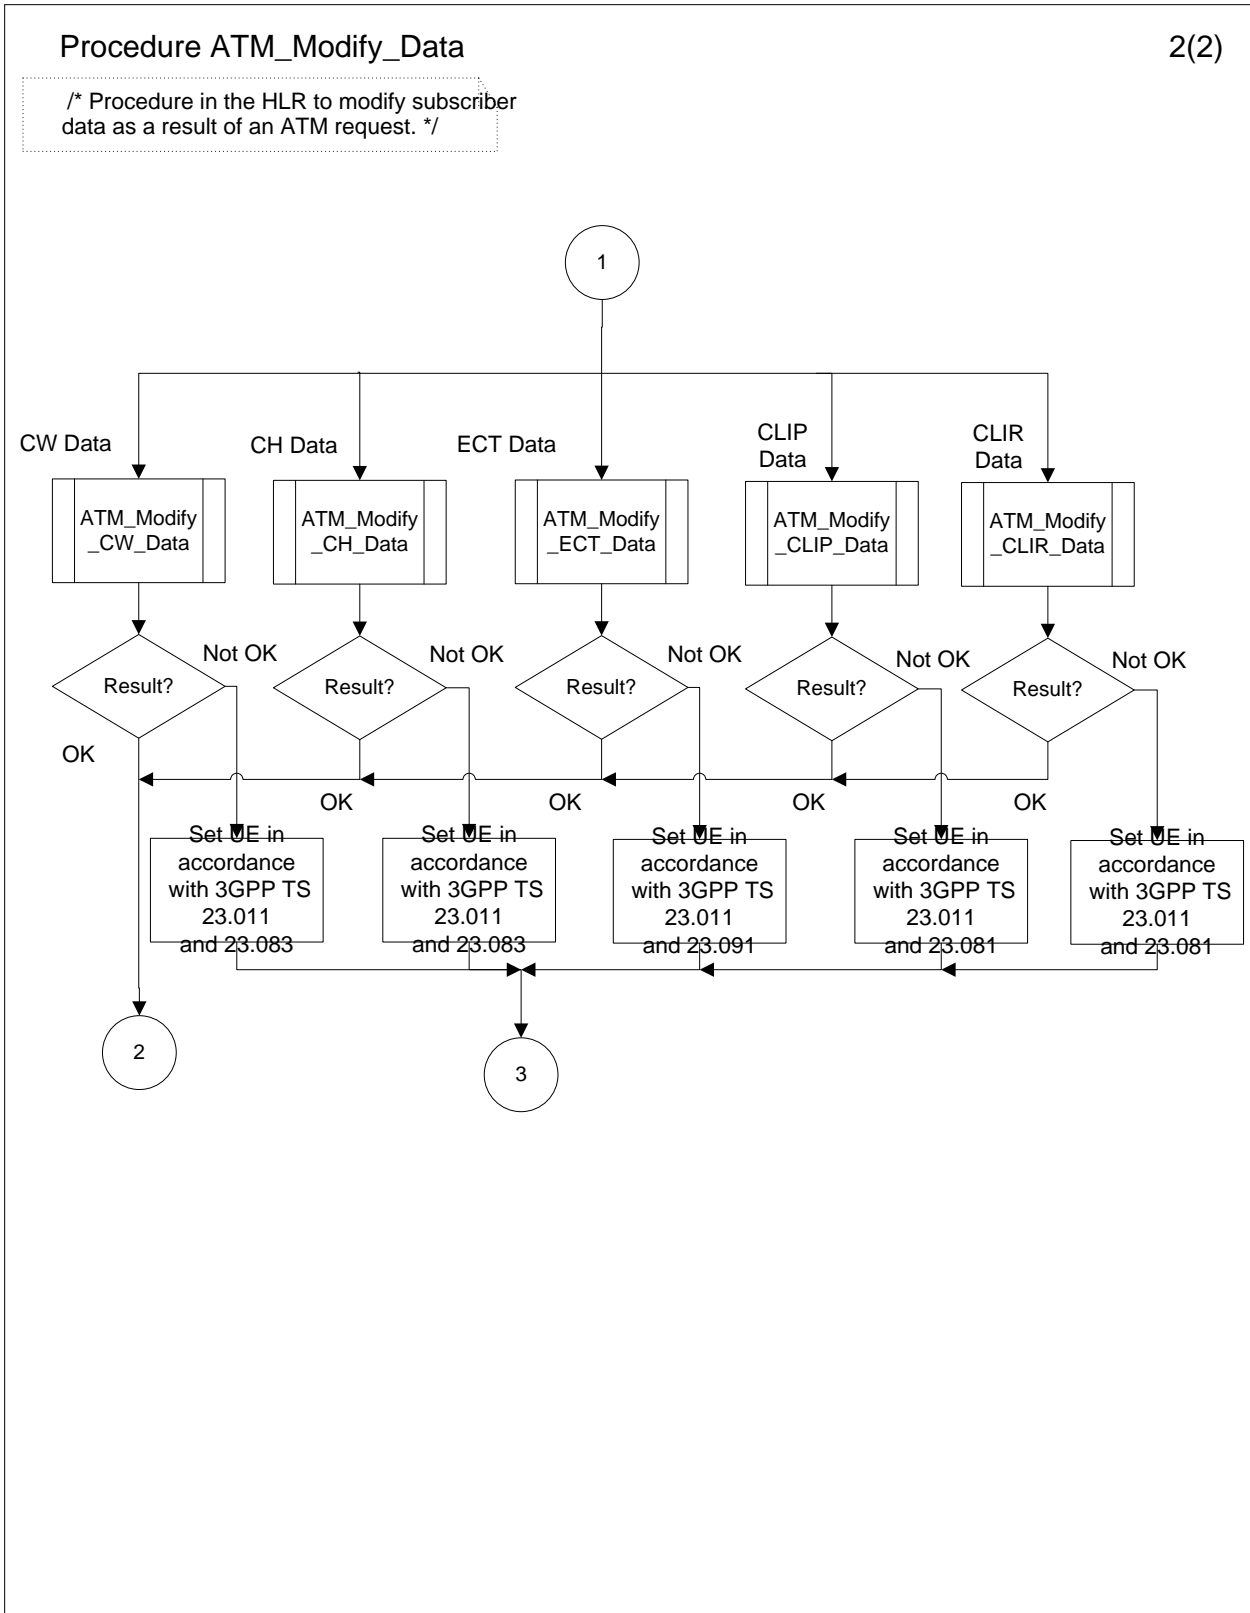 Procedure ATM_Modify_Data
2(2)
/* Procedure in the HLR to modify subscriber
data as a result of an ATM request. */
1
CW Data
CH Data
ECT Data
CLIP
Data
CLIR
Data
ATM_Modify
_CW_Data
ATM_Modify
_CH_Data
ATM_Modify
_ECT_Data
ATM_Modify
_CLIP_Data
ATM_Modify
_CLIR_Data
Result?
Not OK
Result?
Not OK
Result?
Not OK
Result?
Not OK
Result?
Not OK
OK
OK
OK
OK
OK
Set UE in
accordance
with 3GPP TS
23.011
and 23.083
Set UE in
accordance
with 3GPP TS
23.011
and 23.083
Set UE in
accordance
with 3GPP TS
23.011
and 23.091
Set UE in
accordance
with 3GPP TS
23.011
and 23.081
Set UE in
accordance
with 3GPP TS
23.011
and 23.081
2
3